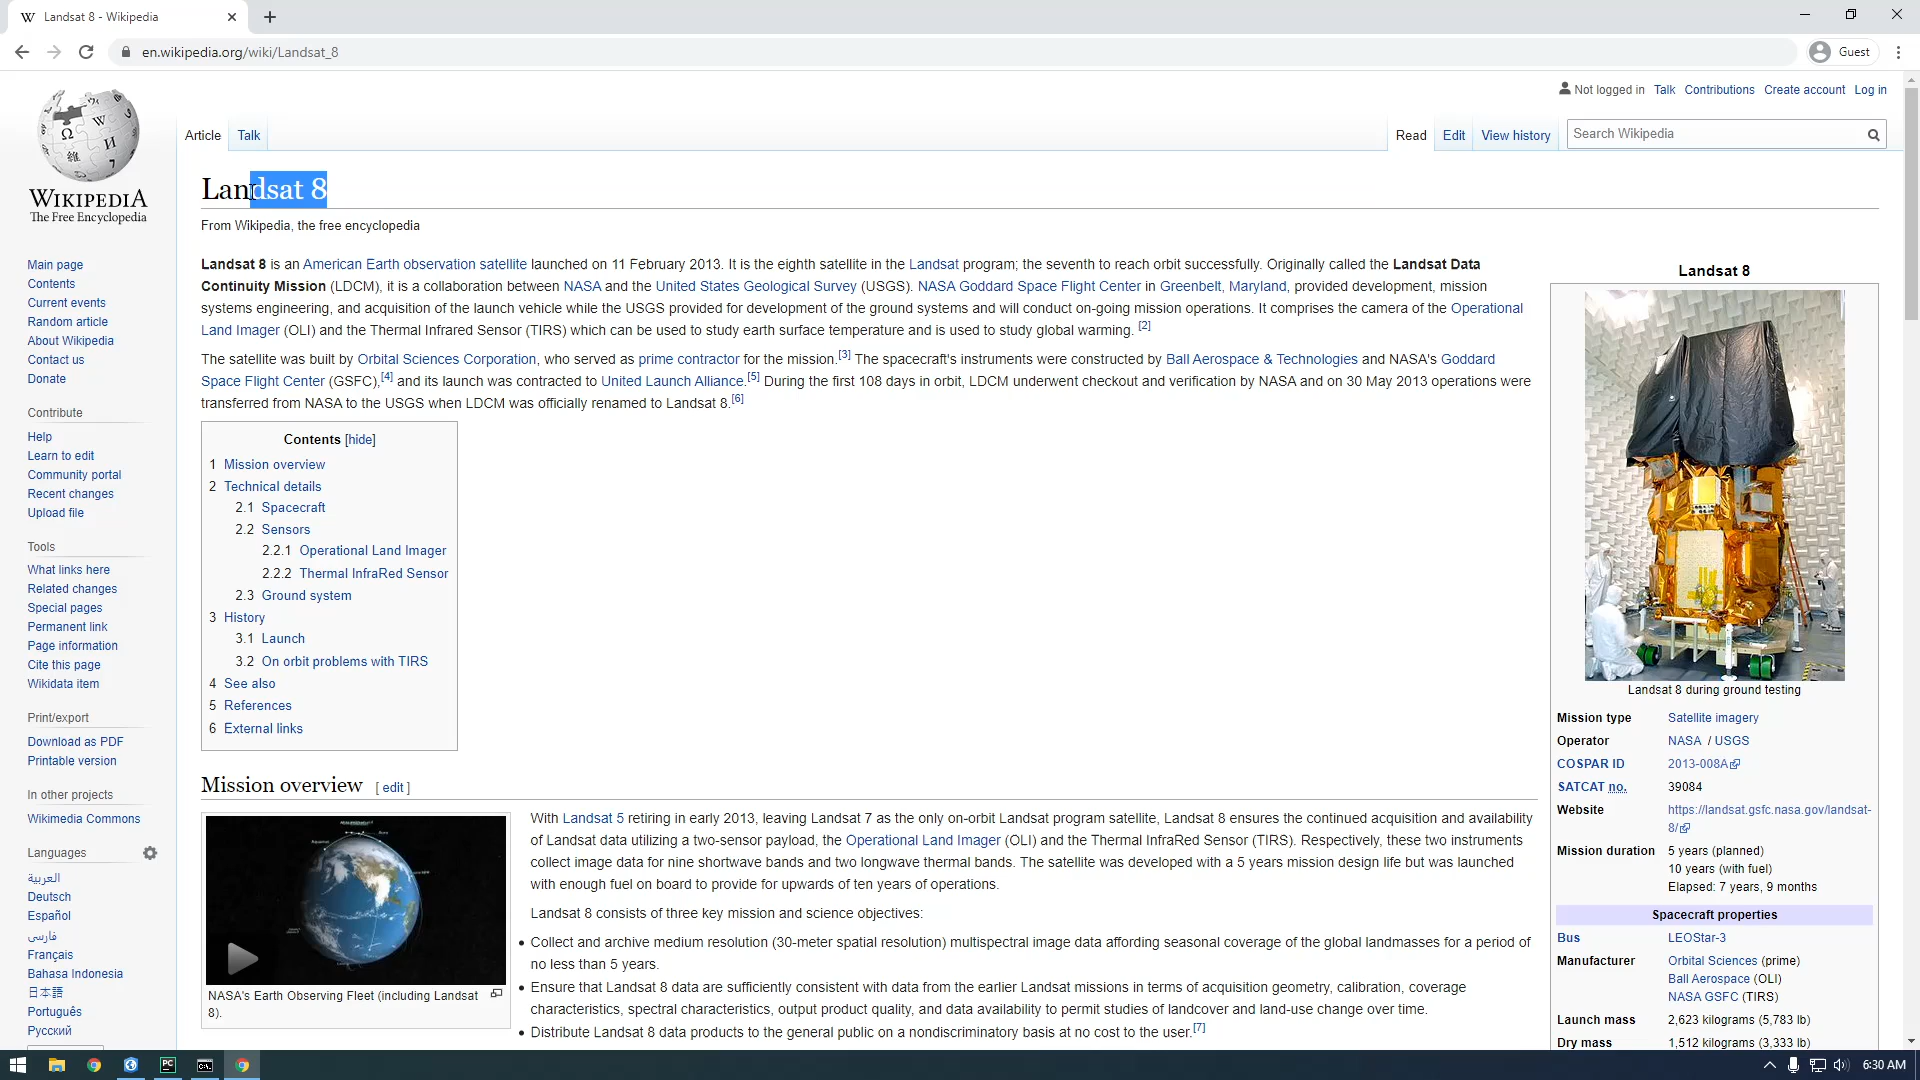 Landsat 8 - Wikipedia
en.wikipedia.org/wiki/Landsat_8
Guest
Not logged in Talk Contributions Create account Log in
Article Talk
Read Edit View history Search Wikipedia
WIKIPEDIA
The Free Encyclopedia
Main page
Contents
Current events
Random article
About Wikipedia
Contact us
Donate
Contribute
Help
Learn to edit
Community portal
Recent changes
Upload file
Tools
What links here
Related changes
Special pages
Permanent link
Page information
Cite this page
Wikidata item
Print/export
Download as PDF
Printable version
In other projects
Wikimedia Commons
Languages
العربية
Deutsch
Español
فارسی
Français
Bahasa Indonesia
日本語
Português
Русский
Landsat 8
From Wikipedia, the free encyclopedia
Landsat 8 is an American Earth observation satellite launched on 11 February 2013. It is the eighth satellite in the Landsat program; the seventh to reach orbit successfully. Originally called the Landsat Data
Continuity Mission (LDCM), it is a collaboration between NASA and the United States Geological Survey (USGS). NASA Goddard Space Flight Center in Greenbelt, Maryland, provided development, mission
systems engineering, and acquisition of the launch vehicle while the USGS provided for development of the ground systems and will conduct on-going mission operations. It comprises the camera of the Operational
Land Imager (OLI) and the Thermal Infrared Sensor (TIRS) which can be used to study earth surface temperature and is used to study global warming. [2]
The satellite was built by Orbital Sciences Corporation, who served as prime contractor for the mission.[3] The spacecraft's instruments were constructed by Ball Aerospace & Technologies and NASA's Goddard
Space Flight Center (GSFC),[4] and its launch was contracted to United Launch Alliance.[5] During the first 108 days in orbit, LDCM underwent checkout and verification by NASA and on 30 May 2013 operations were
transferred from NASA to the USGS when LDCM was officially renamed to Landsat 8.[6]
Contents [hide]
1 Mission overview
2 Technical details
2.1 Spacecraft
2.2 Sensors
2.2.1 Operational Land Imager
2.2.2 Thermal InfraRed Sensor
2.3 Ground system
3 History
3.1 Launch
3.2 On orbit problems with TIRS
4 See also
5 References
6 External links
Mission overview [ edit ]
NASA's Earth Observing Fleet (including Landsat
8).
With Landsat 5 retiring in early 2013, leaving Landsat 7 as the only on-orbit Landsat program satellite, Landsat 8 ensures the continued acquisition and availability
of Landsat data utilizing a two-sensor payload, the Operational Land Imager (OLI) and the Thermal InfraRed Sensor (TIRS). Respectively, these two instruments
collect image data for nine shortwave bands and two longwave thermal bands. The satellite was developed with a 5 years mission design life but was launched
with enough fuel on board to provide for upwards of ten years of operations.
Landsat 8 consists of three key mission and science objectives:
• Collect and archive medium resolution (30-meter spatial resolution) multispectral image data affording seasonal coverage of the global landmasses for a period of
no less than 5 years.
• Ensure that Landsat 8 data are sufficiently consistent with data from the earlier Landsat missions in terms of acquisition geometry, calibration, coverage
characteristics, spectral characteristics, output product quality, and data availability to permit studies of landcover and land-use change over time.
• Distribute Landsat 8 data products to the general public on a nondiscriminatory basis at no cost to the user.[7]
Landsat 8
Landsat 8 during ground testing
Mission type Satellite imagery
Operator NASA / USGS
COSPAR ID 2013-008A
SATCAT no. 39084
Website https://landsat.gsfc.nasa.gov/landsat-
8/
Mission duration 5 years (planned)
10 years (with fuel)
Elapsed: 7 years, 9 months
Spacecraft properties
Bus LEOStar-3
Manufacturer Orbital Sciences (prime)
Ball Aerospace (OLI)
NASA GSFC (TIRS)
Launch mass 2,623 kilograms (5,783 lb)
Dry mass 1,512 kilograms (3,333 lb)
6:30 AM